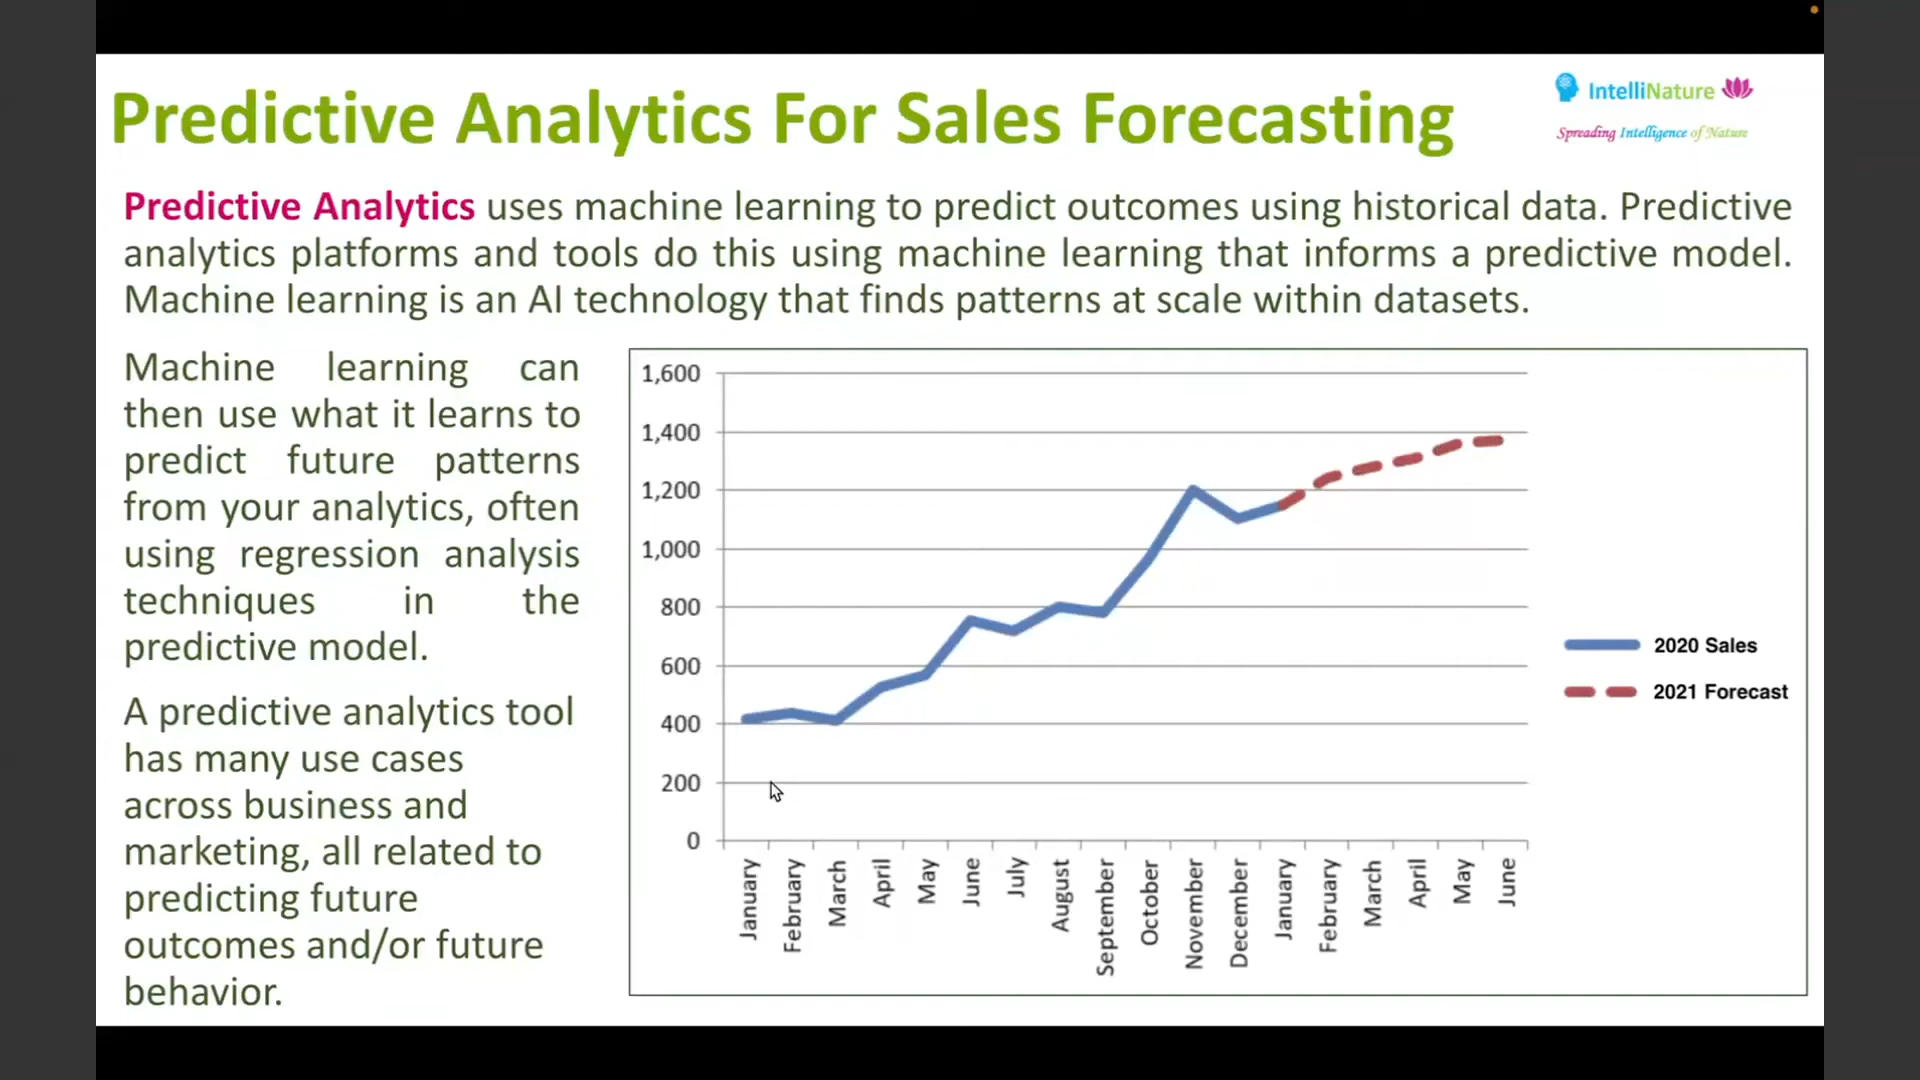 Predictive Analytics For Sales Forecasting
IntelliNature
Spreading Intelligence of Nature
Predictive Analytics uses machine learning to predict outcomes using historical data. Predictive
analytics platforms and tools do this using machine learning that informs a predictive model.
Machine learning is an AI technology that finds patterns at scale within datasets.
Machine learning can
then use what it learns to
predict future patterns
from your analytics, often
using regression analysis
techniques in the
predictive model.
A predictive analytics tool
has many use cases
across business and
marketing, all related to
predicting future
outcomes and/or future
behavior.
1,600
1,400
1,200
1,000
800
600
400
200
0
January
February
March
April
May
June
July
August
September
October
November
December
January
February
March
April
May
June
2020 Sales
2021 Forecast